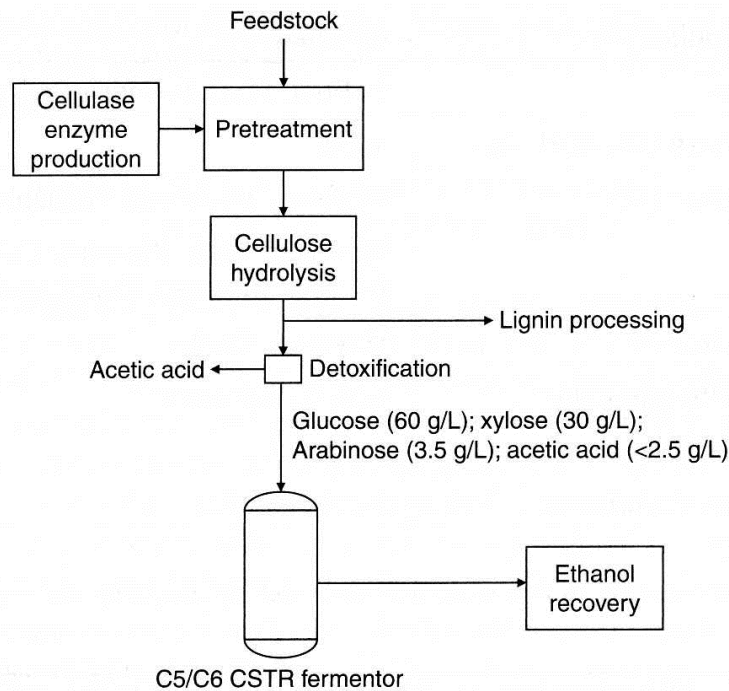 Feedstock
Cellulase
enzyme
production
Pretreatment
Cellulose
hydrolysis
Lignin processing
Acetic acid
Detoxification
Glucose (60 g/L); xylose (30 g/L);
Arabinose (3.5 g/L); acetic acid (<2.5 g/L)
Ethanol
recovery
C5/C6 CSTR fermentor